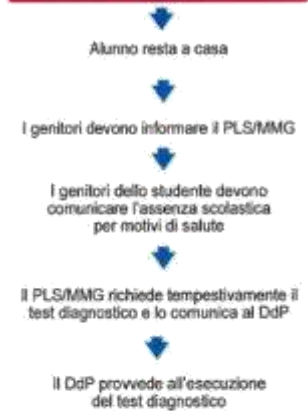 Alunno resta a casa
I genitori devono informare il PLS/MMG
I genitori dello studente devono
comunicare l'assenza scolastica
per motivi di salute
Il PLS/MMG richiede tempestivamente il
test diagnostico e lo comunica al DdP
Il DdP provvede all'esecuzione
del test diagnostico